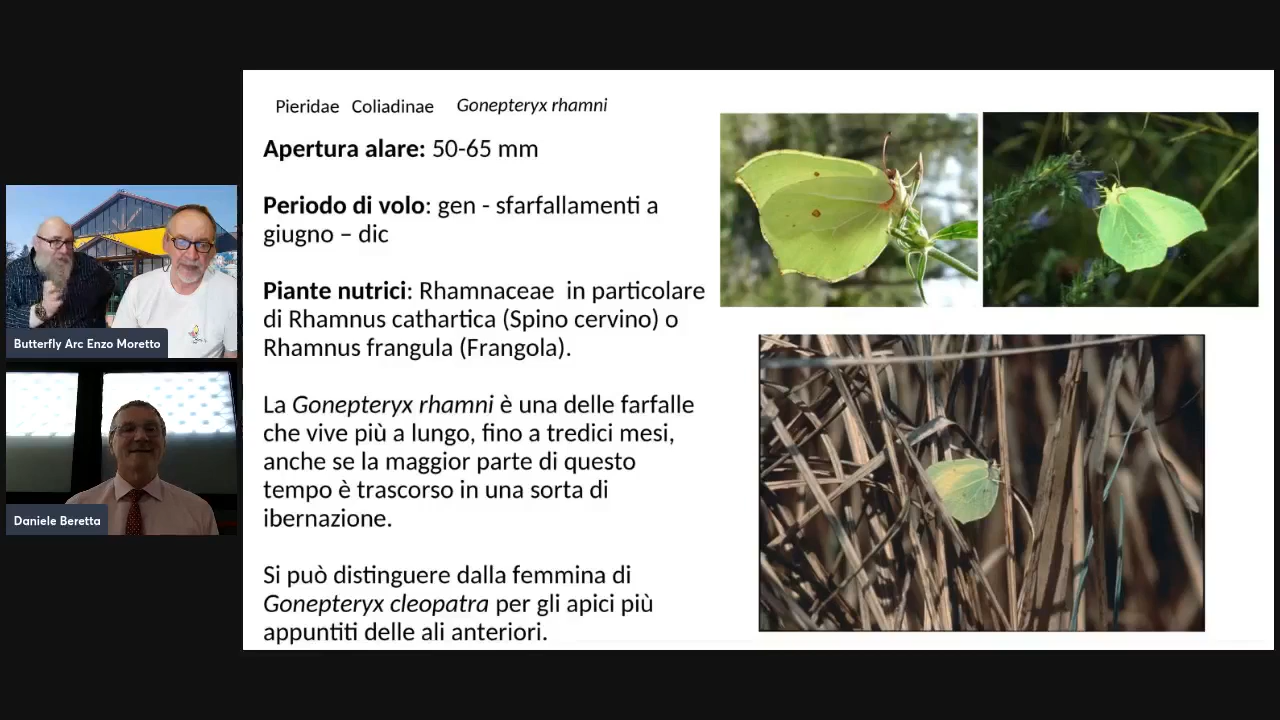 Pieridae Coliadinae Gonepteryx rhamni
Apertura alare: 50-65 mm
Periodo di volo: gen - sfarfallamenti a
giugno – dic
Piante nutrici: Rhamnaceae in particolare
di Rhamnus cathartica (Spino cervino) o
Rhamnus frangula (Frangola).
La Gonepteryx rhamni è una delle farfalle
che vive più a lungo, fino a tredici mesi,
anche se la maggior parte di questo
tempo è trascorso in una sorta di
ibernazione.
Si può distinguere dalla femmina di
Gonepteryx cleopatra per gli apici più
appuntiti delle ali anteriori.
Butterfly Arc Enzo Moretto
Daniele Beretta